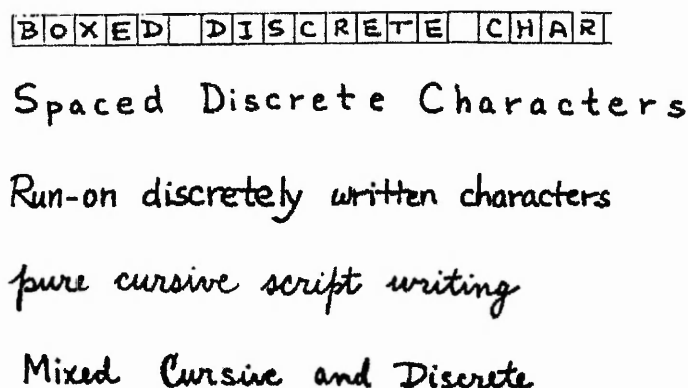 BOXED DISCRETE CHAR
Spaced Discrete Characters
Run-on discretely written characters
pure cursive script writing
Mixed Cursive and Discrete